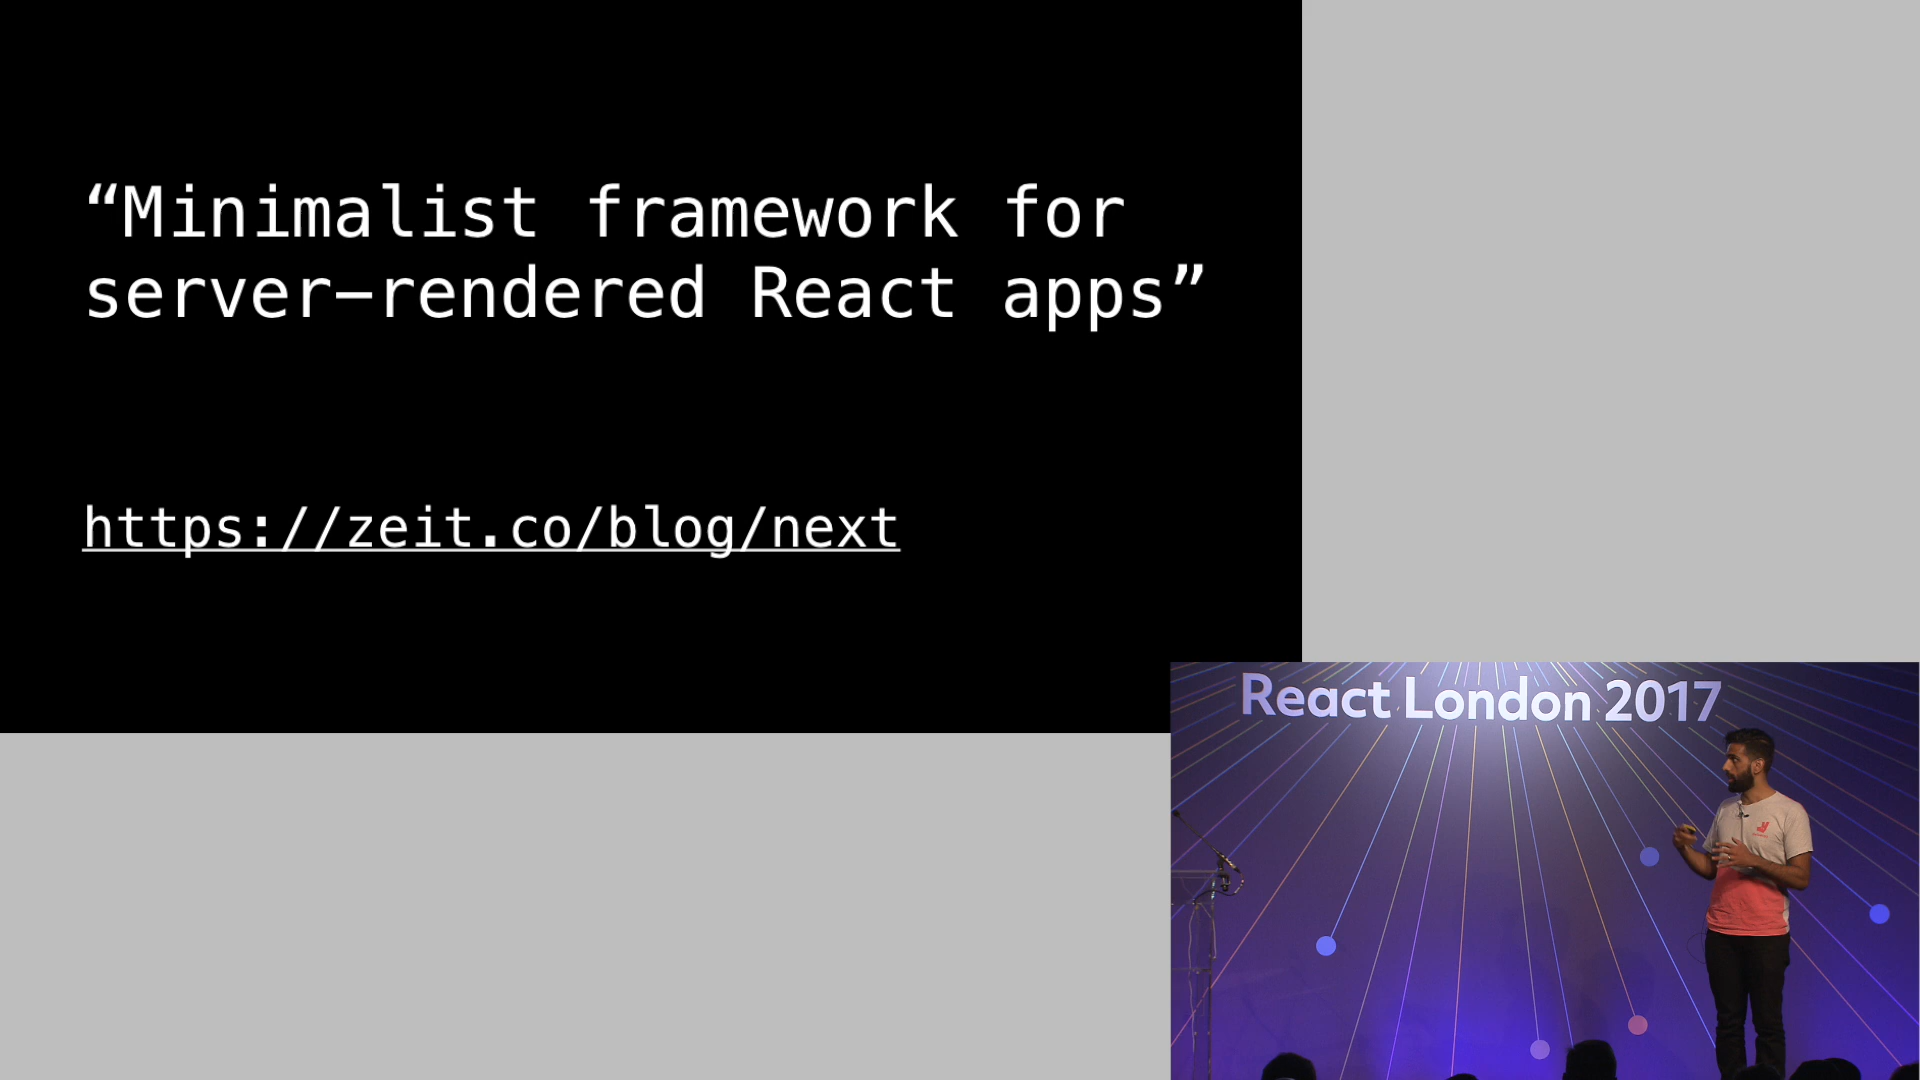 “Minimalist framework for
server-rendered React apps”
https://zeit.co/blog/next
React London 2017